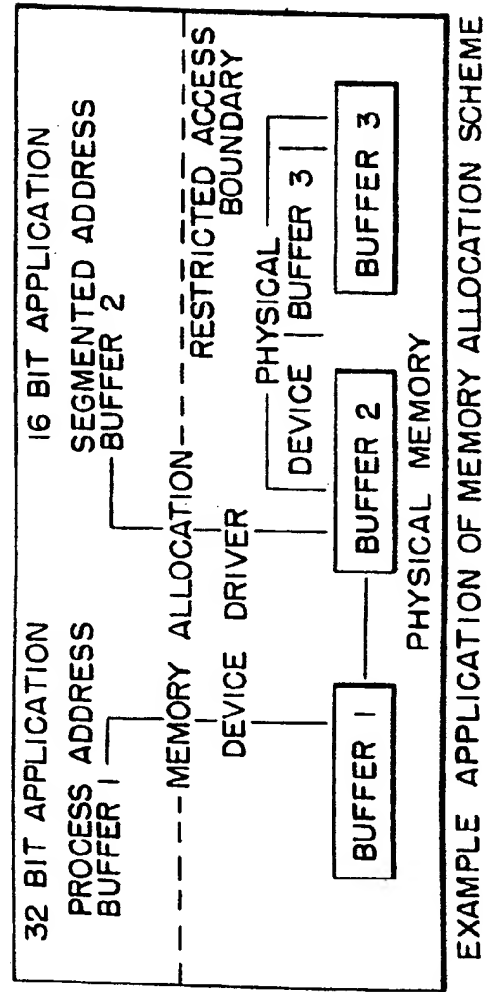 32 BIT APPLICATION
PROCESS ADDRESS
BUFFER 1
16 BIT APPLICATION
SEGMENTED ADDRESS
BUFFER 2
MEMORY ALLOCATION
RESTRICTED ACCESS
BOUNDARY
DEVICE DRIVER
PHYSICAL
DEVICE BUFFER 3
BUFFER 1
BUFFER 2
BUFFER 3
PHYSICAL MEMORY
EXAMPLE APPLICATION OF MEMORY ALLOCATION SCHEME